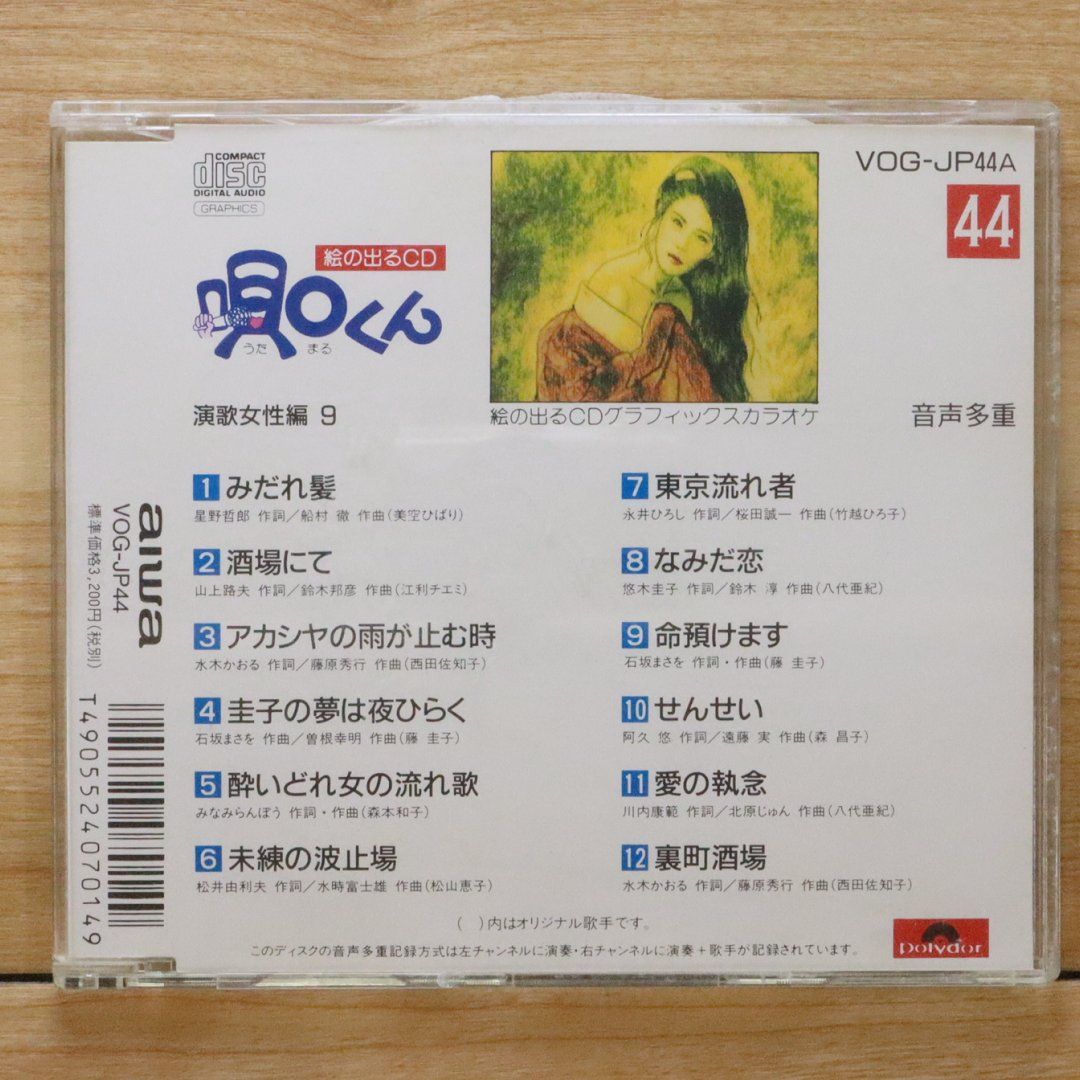 COMPACT
disc
DIGITAL AUDIO
GRAPHICS
絵の出るCD
唄○くん
うた まる
演歌女性編 9
絵の出るCDグラフィックスカラオケ
VOG-JP44A
44
音声多重
1 みだれ髪
星野哲郎 作詞／船村 徹 作曲(美空ひばり)
2 酒場にて
山上路夫 作詞／鈴木邦彦 作曲(江利チエミ)
3 アカシヤの雨が止む時
水木かおる 作詞／藤原秀行 作曲(西田佐知子)
4 圭子の夢は夜ひらく
石坂まさを 作曲／曽根幸明 作曲(藤 圭子)
5 酔いどれ女の流れ歌
みなみらんぼう 作詞・作曲(森本和子)
6 未練の波止場
松井由利夫 作詞／水時富士雄 作曲(松山恵子)
7 東京流れ者
永井ひろし 作詞／桜田誠一 作曲(竹越ひろ子)
8 なみだ恋
悠木圭子 作詞／鈴木 淳 作曲(八代亜紀)
9 命預けます
石坂まさを 作詞・作曲(藤 圭子)
10 せんせい
阿久 悠 作詞／遠藤 実 作曲(森 昌子)
11 愛の執念
川内康範 作詞／北原じゅん 作曲(八代亜紀)
12 裏町酒場
水木かおる 作詞／藤原秀行 作曲(西田佐知子)
( )内はオリジナル歌手です。
このディスクの音声多重記録方式は左チャンネルに演奏・右チャンネルに演奏+歌手が記録されています。
Polydor
aiwa
VOG-JP44
標準価格3,200円(税別)
T4905524070149